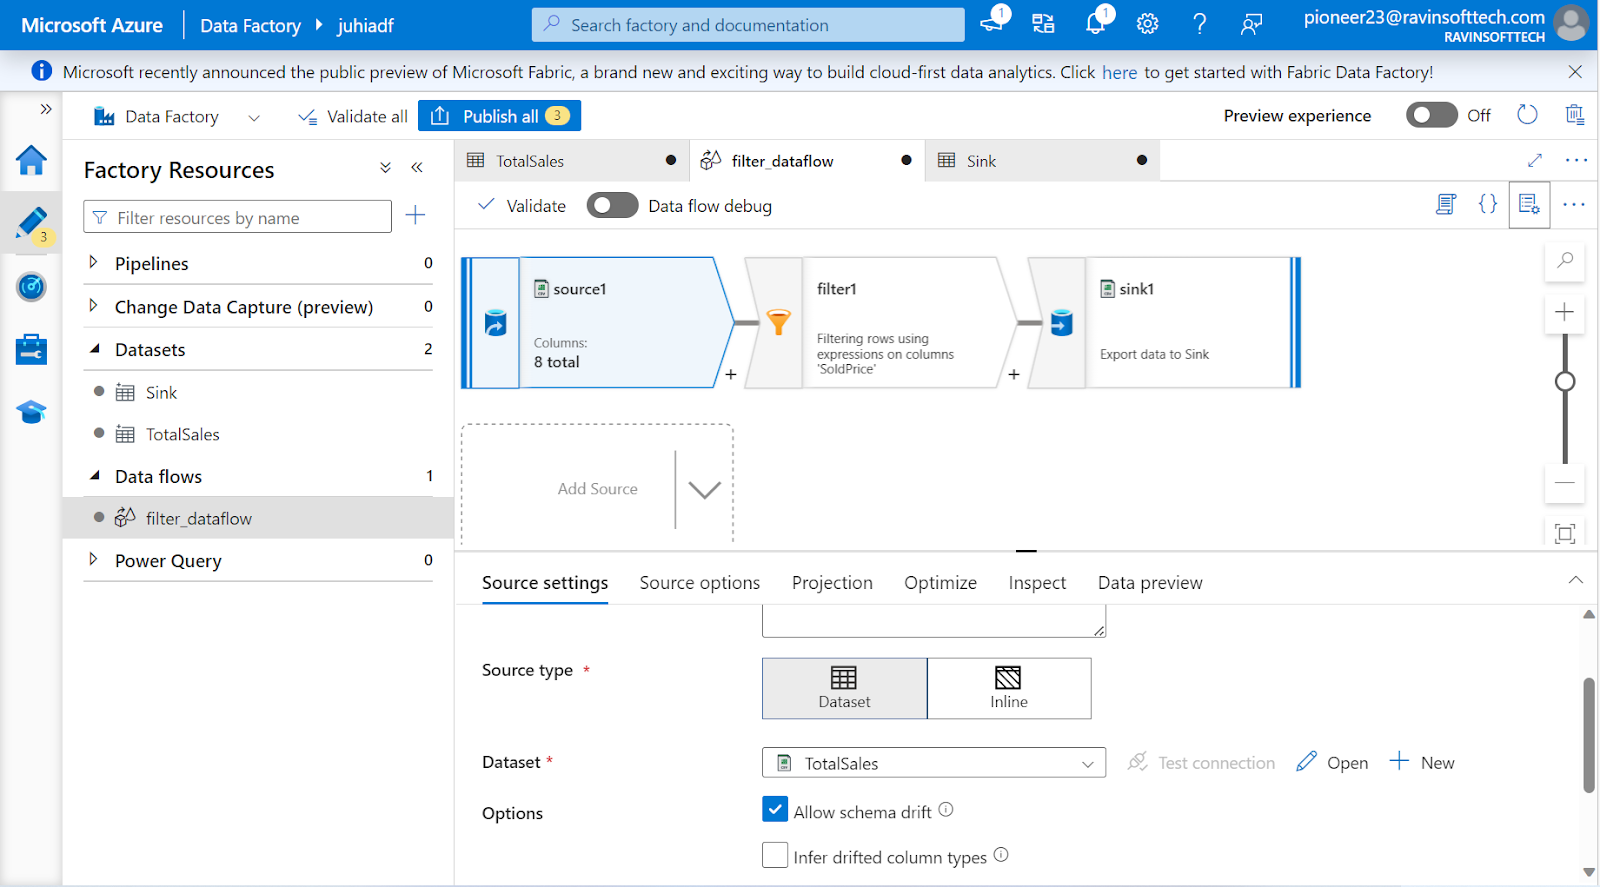 Microsoft Azure
Data Factory
juhiadf
Search factory and documentation
1
1
pioneer23@ravinsofttech.com
RAVINSOFTTECH
Microsoft recently announced the public preview of Microsoft Fabric, a brand new and exciting way to build cloud-first data analytics. Click here to get started with Fabric Data Factory!
Data Factory
Validate all
Publish all 3
Preview experience
Off
3
Factory Resources
Filter resources by name
Pipelines 0
Change Data Capture (preview) 0
Datasets 2
Sink
TotalSales
Data flows 1
filter_dataflow
Power Query 0
TotalSales
filter_dataflow
Sink
Validate
Data flow debug
{}
source1
Columns:
8 total
+
filter1
Filtering rows using
expressions on columns
'SoldPrice'
+
sink1
Export data to Sink
Add Source
Source settings
Source options
Projection
Optimize
Inspect
Data preview
Source type *
Dataset
Inline
Dataset *
TotalSales
Test connection
Open
New
Options
Allow schema drift
Infer drifted column types